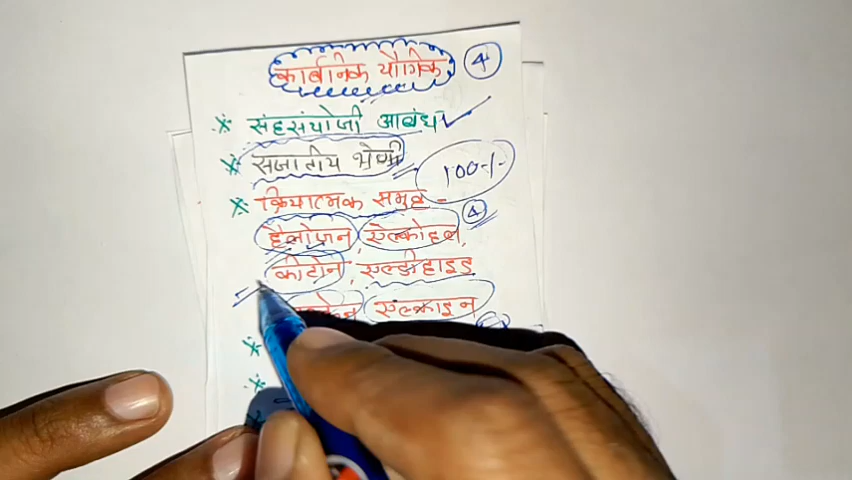 कार्बनिक यौगिक 4
* सहसंयोजी आबंध
* सजातीय श्रेणी 100%
* क्रियात्मक समुह - 4
हैलोजन, एल्कोहल,
कीटोन, एल्डीहाइड
एल्काइन
*
*